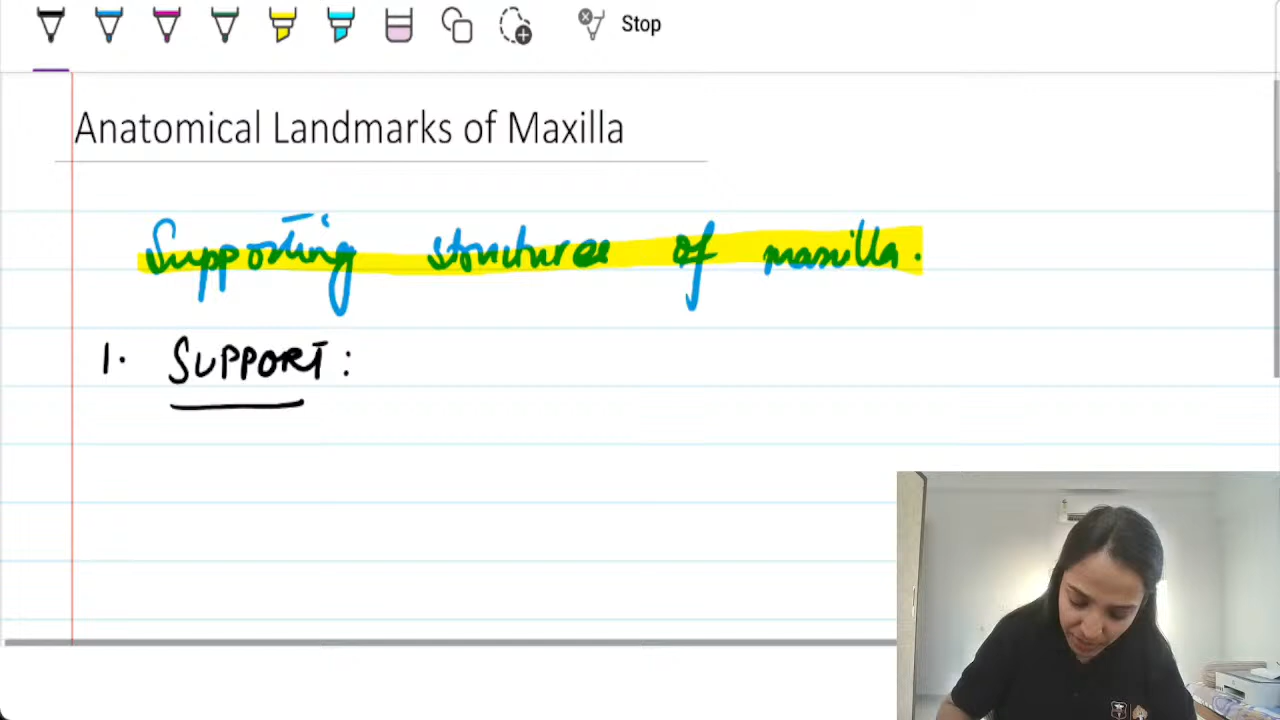 Stop
Anatomical Landmarks of Maxilla
Supporting structures of maxilla.
1. SUPPORT: